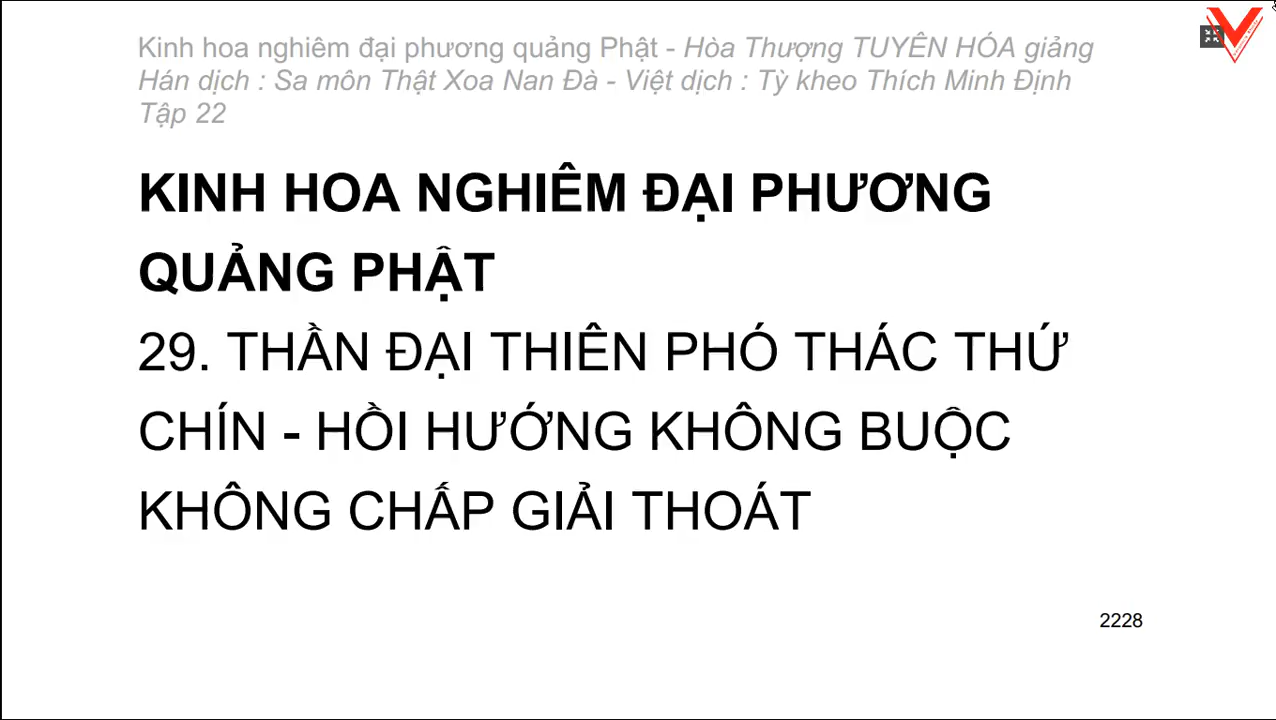 Kinh hoa nghiêm đại phương quảng Phật - Hòa Thượng TUYÊN HÓA giảng
Hán dịch : Sa môn Thật Xoa Nan Đà - Việt dịch : Tỳ kheo Thích Minh Định
Tập 22
KINH HOA NGHIÊM ĐẠI PHƯƠNG
QUẢNG PHẬT
29. THẦN ĐẠI THIÊN PHÓ THÁC THỨ
CHÍN - HỒI HƯỚNG KHÔNG BUỘC
KHÔNG CHẤP GIẢI THOÁT
2228